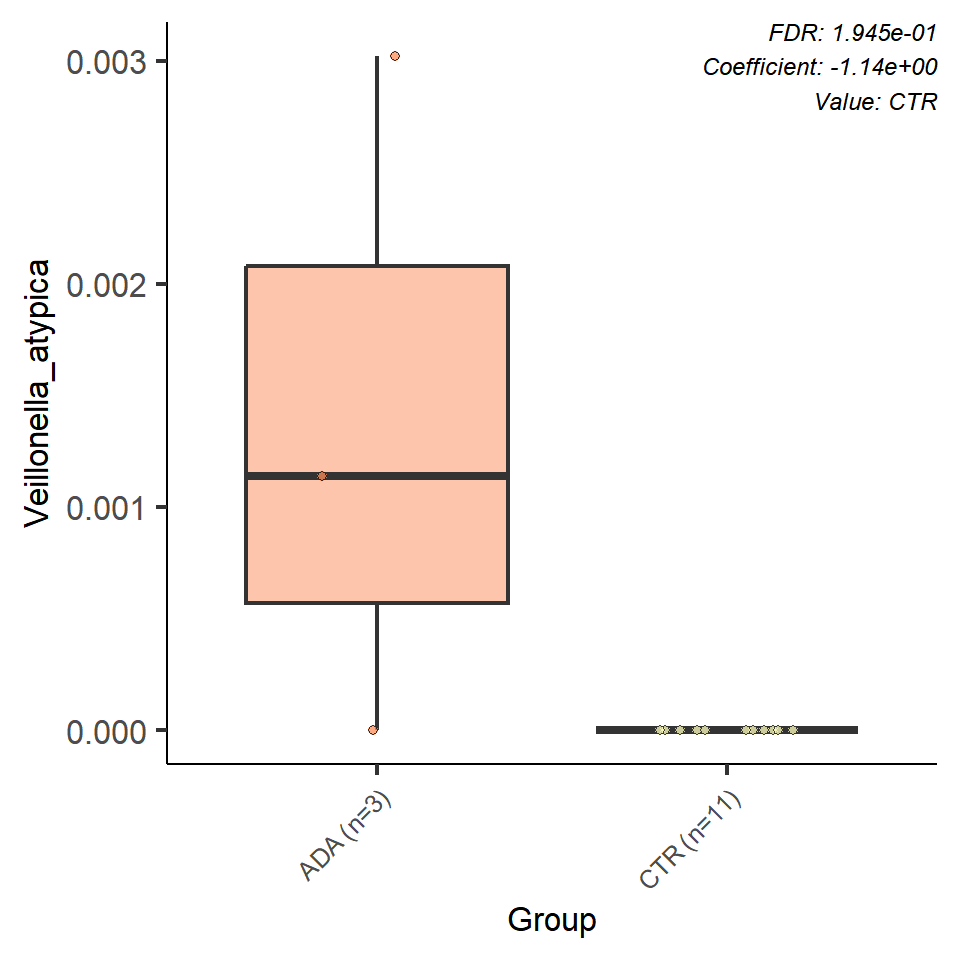 FDR: 1.945e-01
Coefficient: -1.14e+00
Value: CTR
0.003
0.002
0.001
0.000
Veillonella_atypica
ADA (n=3)
CTR (n=11)
Group